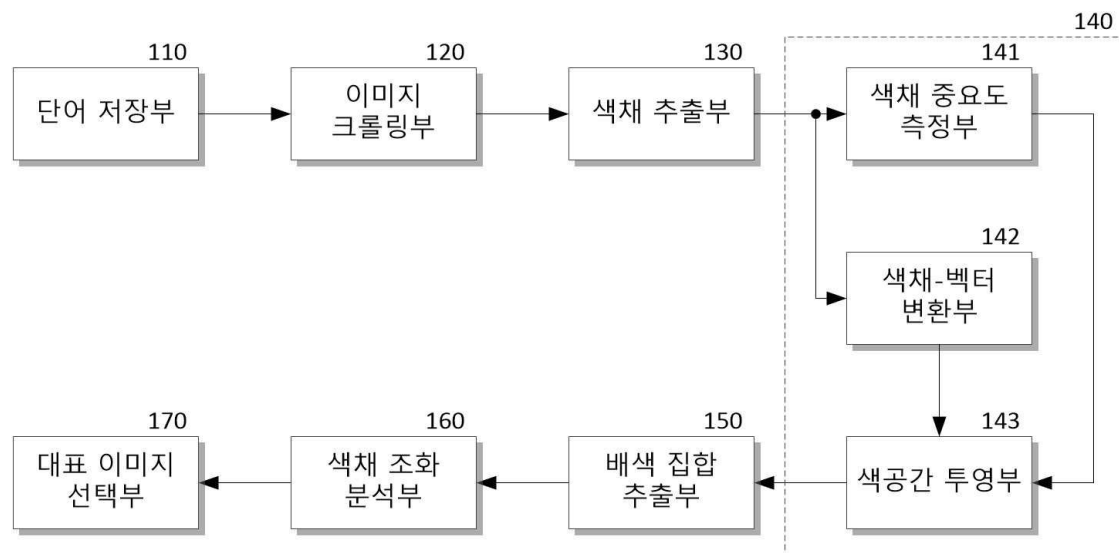 140
110
단어 저장부
120
이미지
크롤링부
130
색채 추출부
141
색채 중요도
측정부
142
색채-벡터
변환부
170
대표 이미지
선택부
160
색채 조화
분석부
150
배색 집합
추출부
143
색공간 투영부